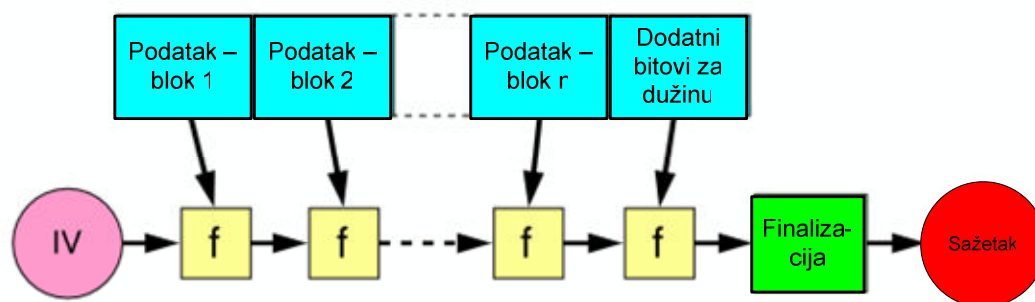 Podatak –
blok 1
Podatak –
blok 2
Podatak –
blok n
Dodatni
bitovi za
dužinu
IV
f
f
f
f
Finaliza-
cija
Sažetak